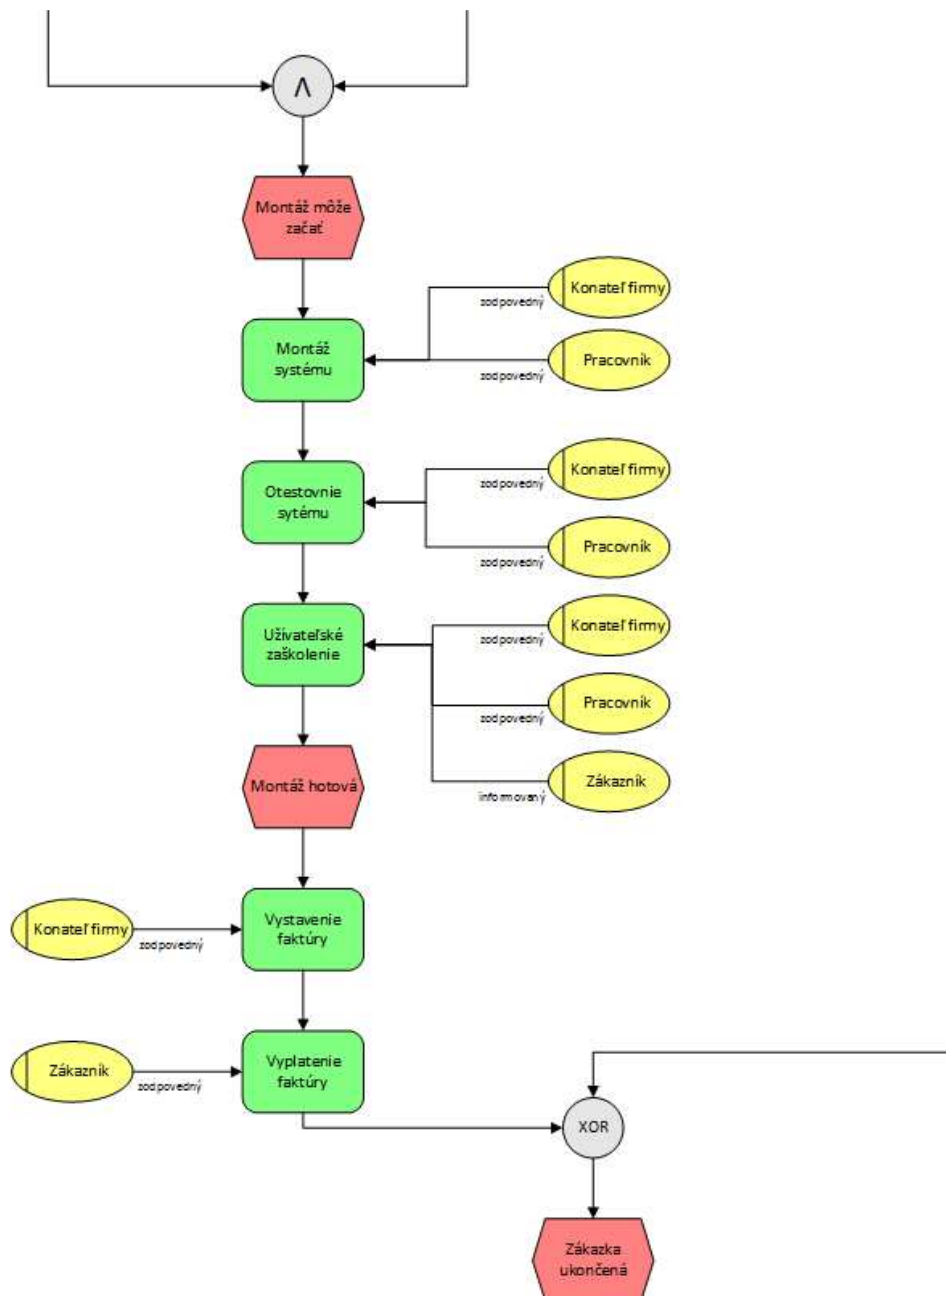 Λ
Montáž môže
začať
Konateľ firmy
zodpovedný
Montáž
systému
Pracovník
zodpovedný
Konateľ firmy
zodpovedný
Otestovnie
sytému
Pracovník
zodpovedný
Konateľ firmy
zodpovedný
Užívateľské
zaškolenie
Pracovník
zodpovedný
Montáž hotová
Zákazník
informovaný
Konateľ firmy
zodpovedný
Vystavenie
faktúry
Zákazník
zodpovedný
Vyplatenie
faktúry
XOR
Zákazka
ukončená